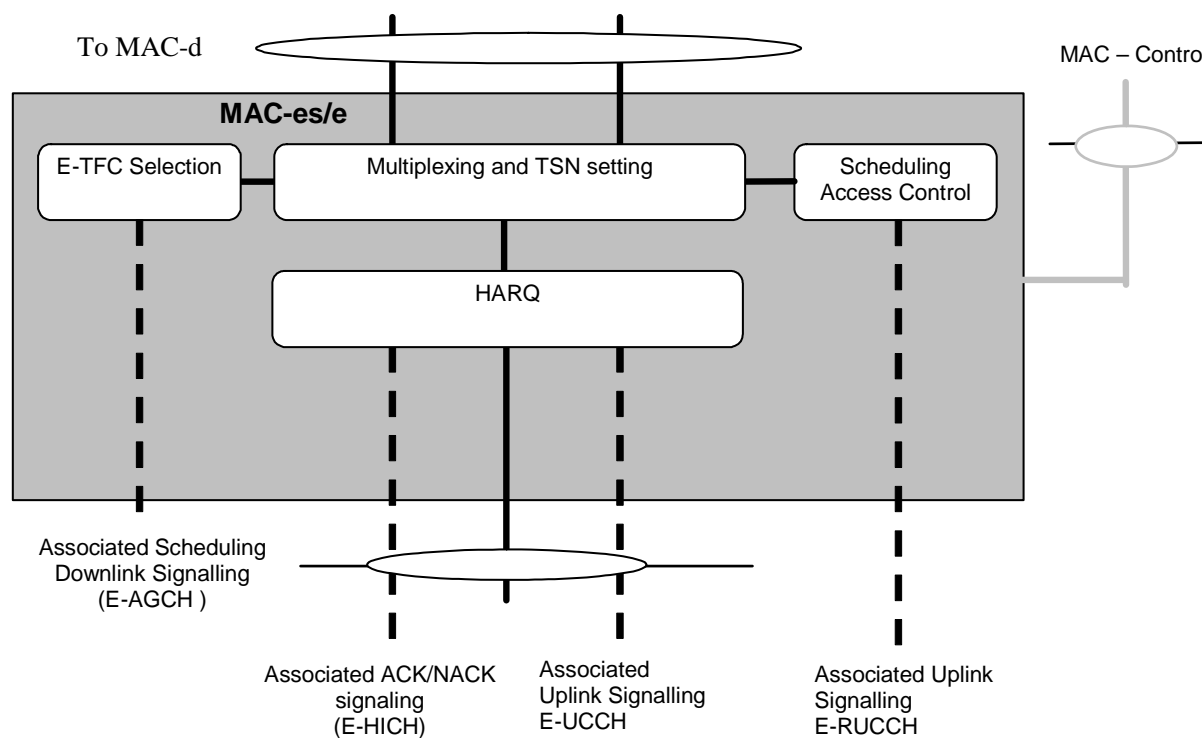 To MAC-d
MAC – Contro
MAC-es/e
E-TFC Selection
Multiplexing and TSN setting
Scheduling
Access Control
HARQ
Associated Scheduling
Downlink Signalling
(E-AGCH )
Associated ACK/NACK
signaling
(E-HICH)
Associated
Uplink Signalling
E-UCCH
Associated Uplink
Signalling
E-RUCCH